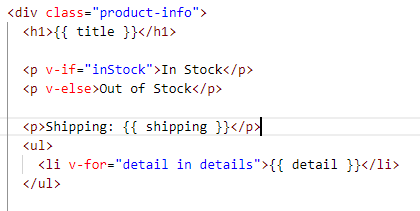 <div class="product-info">
<h1>{{ title }}</h1>
<p v-if="inStock">In Stock</p>
<p v-else>Out of Stock</p>
<p>Shipping: {{ shipping }}</p>
<ul>
<li v-for="detail in details">{{ detail }}</li>
</ul>